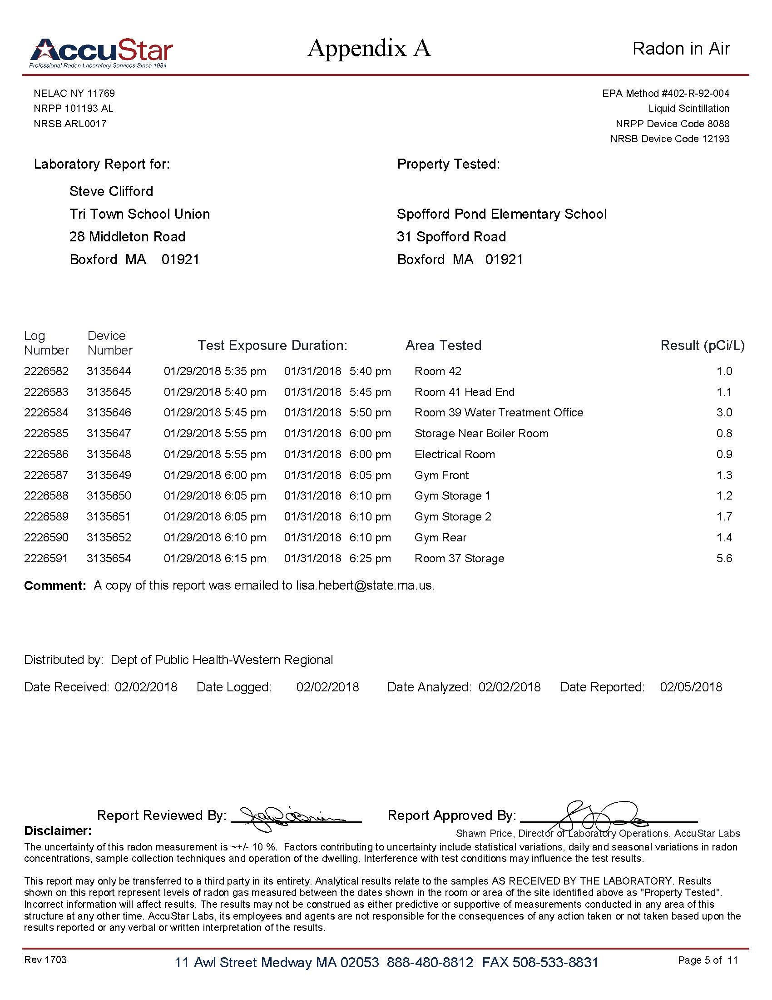 AccuStar
Professional Radon Laboratory Services Since 1984
Appendix A
Radon in Air
NELAC NY 11769
NRPP 101193 AL
NRSB ARL0017
EPA Method #402-R-92-004
Liquid Scintillation
NRPP Device Code 8088
NRSB Device Code 12193
Laboratory Report for:
Steve Clifford
Tri Town School Union
28 Middleton Road
Boxford MA 01921
Property Tested:
Spofford Pond Elementary School
31 Spofford Road
Boxford MA 01921
Log Number Device Number Test Exposure Duration: Area Tested Result (pCi/L)
2226582 3135644 01/29/2018 5:35 pm 01/31/2018 5:40 pm Room 42 1.0
2226583 3135645 01/29/2018 5:40 pm 01/31/2018 5:45 pm Room 41 Head End 1.1
2226584 3135646 01/29/2018 5:45 pm 01/31/2018 5:50 pm Room 39 Water Treatment Office 3.0
2226585 3135647 01/29/2018 5:55 pm 01/31/2018 6:00 pm Storage Near Boiler Room 0.8
2226586 3135648 01/29/2018 5:55 pm 01/31/2018 6:00 pm Electrical Room 0.9
2226587 3135649 01/29/2018 6:00 pm 01/31/2018 6:05 pm Gym Front 1.3
2226588 3135650 01/29/2018 6:05 pm 01/31/2018 6:10 pm Gym Storage 1 1.2
2226589 3135651 01/29/2018 6:05 pm 01/31/2018 6:10 pm Gym Storage 2 1.7
2226590 3135652 01/29/2018 6:10 pm 01/31/2018 6:10 pm Gym Rear 1.4
2226591 3135654 01/29/2018 6:15 pm 01/31/2018 6:25 pm Room 37 Storage 5.6
Comment: A copy of this report was emailed to lisa.hebert@state.ma.us.
Distributed by: Dept of Public Health-Western Regional
Date Received: 02/02/2018 Date Logged: 02/02/2018 Date Analyzed: 02/02/2018 Date Reported: 02/05/2018
Report Reviewed By: Report Approved By:
Disclaimer:
Shawn Price, Director of Laboratory Operations, AccuStar Labs
The uncertainty of this radon measurement is ~+/- 10 %. Factors contributing to uncertainty include statistical variations, daily and seasonal variations in radon
concentrations, sample collection techniques and operation of the dwelling. Interference with test conditions may influence the test results.
This report may only be transferred to a third party in its entirety. Analytical results relate to the samples AS RECEIVED BY THE LABORATORY. Results
shown on this report represent levels of radon gas measured between the dates shown in the room or area of the site identified above as "Property Tested".
Incorrect information will affect results. The results may not be construed as either predictive or supportive of measurements conducted in any area of this
structure at any other time. AccuStar Labs, its employees and agents are not responsible for the consequences of any action taken or not taken based upon the
results reported or any verbal or written interpretation of the results.
Rev 1703
11 Awl Street Medway MA 02053 888-480-8812 FAX 508-533-8831
Page 5 of 11